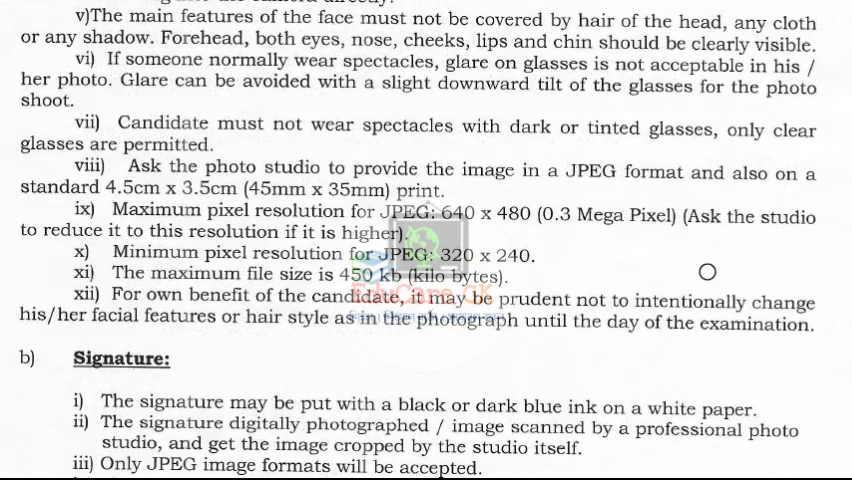 v)The main features of the face must not be covered by hair of the head, any cloth
or any shadow. Forehead, both eyes, nose, cheeks, lips and chin should be clearly visible.
vi) If someone normally wear spectacles, glare on glasses is not acceptable in his /
her photo. Glare can be avoided with a slight downward tilt of the glasses for the photo
shoot.
vii) Candidate must not wear spectacles with dark or tinted glasses, only clear
glasses are permitted.
viii) Ask the photo studio to provide the image in a JPEG format and also on a
standard 4.5cm x 3.5cm (45mm x 35mm) print.
ix) Maximum pixel resolution for JPEG: 640 x 480 (0.3 Mega Pixel) (Ask the studio
to reduce it to this resolution if it is higher).
x) Minimum pixel resolution for JPEG: 320 x 240.
xi) The maximum file size is 450 kb (kilo bytes).
EduCare GK
xii) For own benefit of the candidate, it may be prudent not to intentionally change
his/her facial features or hair style as in the photograph until the day of the examination.
b) Signature:
i) The signature may be put with a black or dark blue ink on a white paper.
ii) The signature digitally photographed / image scanned by a professional photo
studio, and get the image cropped by the studio itself.
iii) Only JPEG image formats will be accepted.